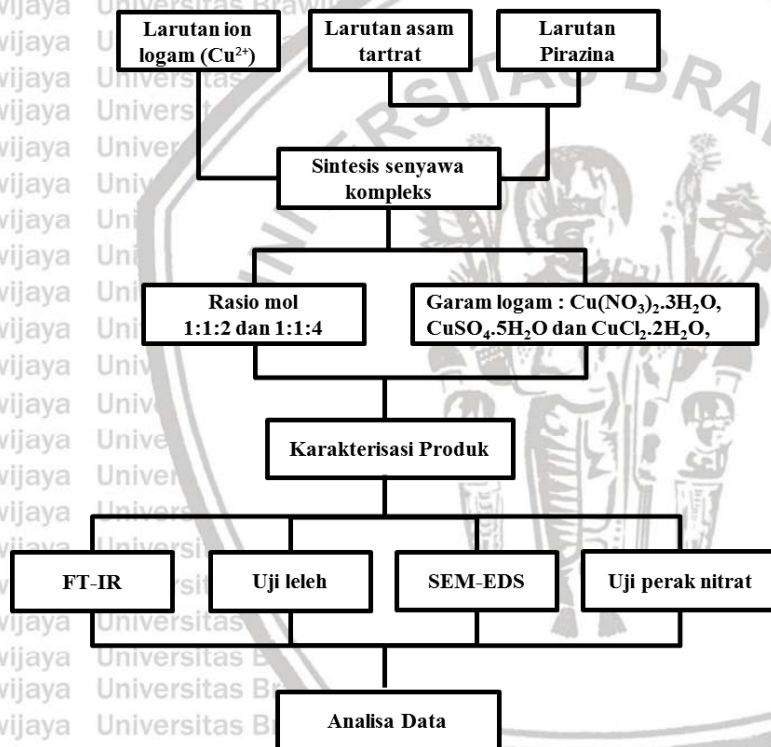 Larutan ion
logam (Cu²⁺)
Larutan asam
tartrat
Larutan
Pirazina
Sintesis senyawa
kompleks
Rasio mol
1:1:2 dan 1:1:4
Garam logam : Cu(NO₃)₂.3H₂O,
CuSO₄.5H₂O dan CuCl₂.2H₂O,
Karakterisasi Produk
FT-IR
Uji leleh
SEM-EDS
Uji perak nitrat
Analisa Data